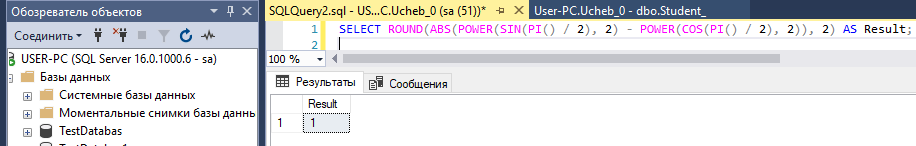 Обозреватель объектов
Соединить
USER-PC (SQL Server 16.0.1000.6 - sa)
Базы данных
Системные базы данных
Моментальные снимки базы данны
TestDatabas
SQLQuery2.sql - US...C.Ucheb_0 (sa (51))*
User-PC.Ucheb_0 - dbo.Student_
1 SELECT ROUND(ABS(POWER(SIN(PI() / 2), 2) - POWER(COS(PI() / 2), 2)), 2) AS Result;
2
100 %
Результаты
Сообщения
Result
1 1